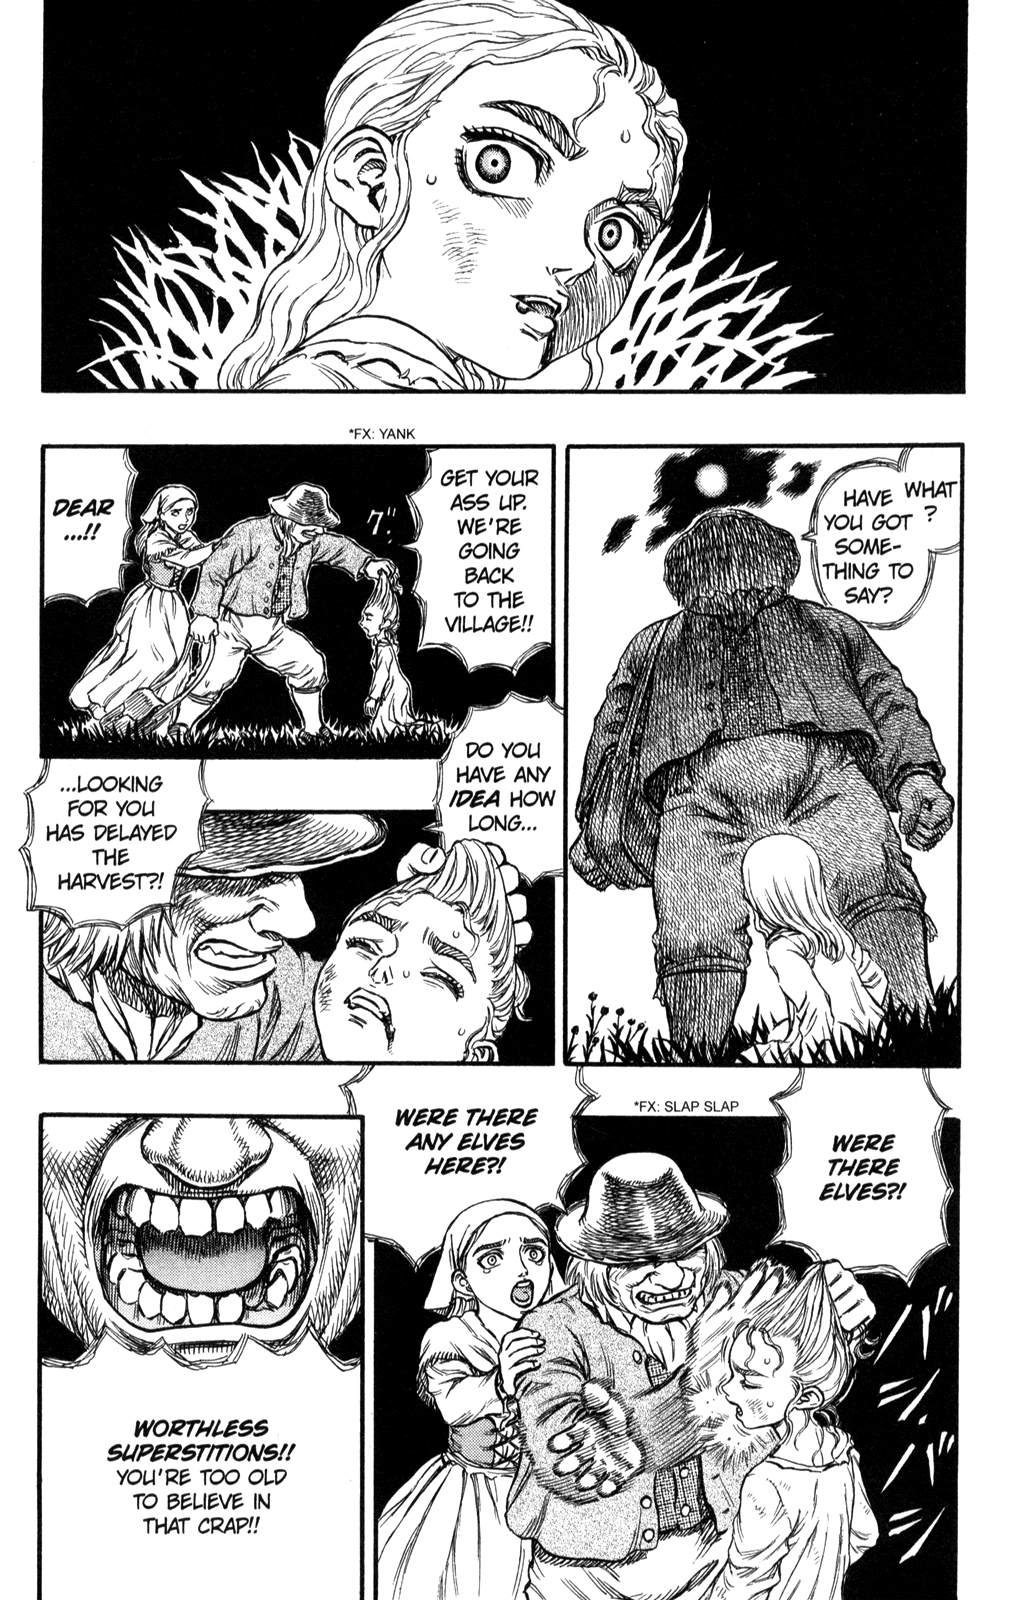 WHAT
?
HAVE
YOU GOT
SOME-
THING TO
SAY?
*FX: YANK
GET YOUR
ASS UP.
WE'RE
GOING
BACK
TO THE
VILLAGE!!
DEAR
...!!
DO YOU
HAVE ANY
IDEA HOW
LONG...
...LOOKING
FOR YOU
HAS DELAYED
THE
HARVEST?!
*FX: SLAP SLAP
WERE
THERE
ELVES?!
WERE THERE
ANY ELVES
HERE?!
WORTHLESS
SUPERSTITIONS!!
YOU'RE TOO OLD
TO BELIEVE IN
THAT CRAP!!